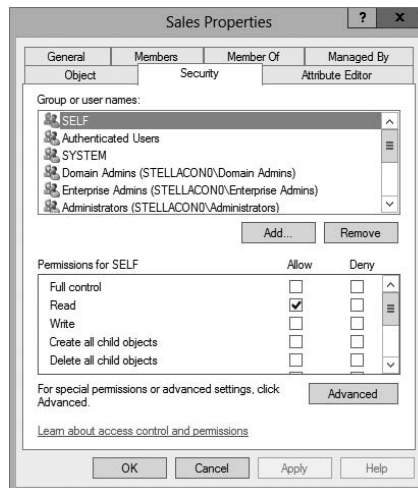 Sales Properties
? x
General Members Member Of Managed By
Object Security Attribute Editor
Group or user names:
SELF
Authenticated Users
SYSTEM
Domain Admins (STELLACON0\Domain Admins)
Enterprise Admins (STELLACON0\Enterprise Admins)
Administrators (STELLACON0\Administrators)
Add... Remove
Permissions for SELF Allow Deny
Full control
Read
Write
Create all child objects
Delete all child objects
For special permissions or advanced settings, click
Advanced.
Advanced
Learn about access control and permissions
OK Cancel Apply Help